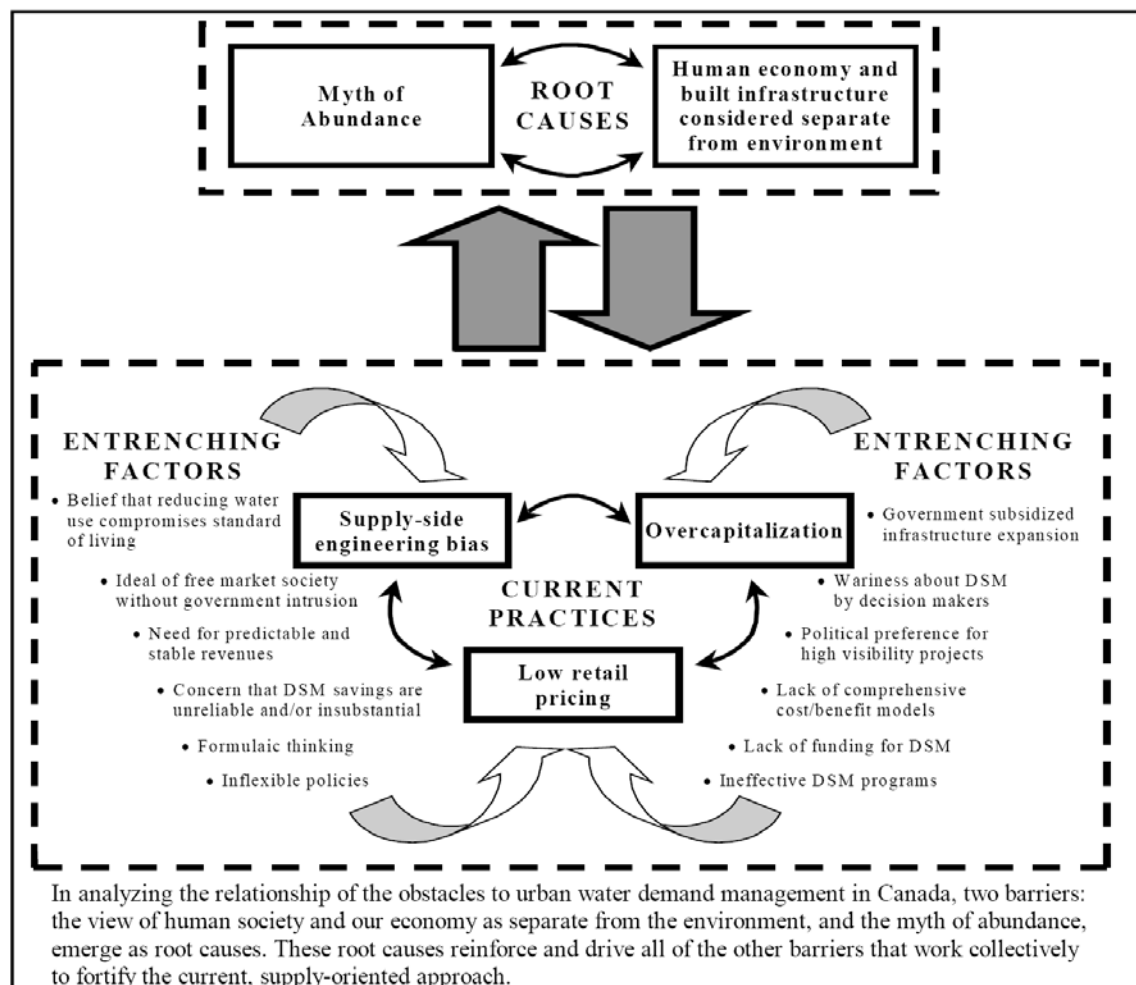 Myth of
Abundance
ROOT
CAUSES
Human economy and
built infrastructure
considered separate
from environment
ENTRENCHING
FACTORS
• Belief that reducing water
use compromises standard
of living
• Ideal of free market society
without government intrusion
• Need for predictable and
stable revenues
• Concern that DSM savings are
unreliable and/or insubstantial
• Formulaic thinking
• Inflexible policies
Supply-side
engineering bias
Overcapitalization
CURRENT
PRACTICES
Low retail
pricing
ENTRENCHING
FACTORS
• Government subsidized
infrastructure expansion
• Wariness about DSM
by decision makers
• Political preference for
high visibility projects
• Lack of comprehensive
cost/benefit models
• Lack of funding for DSM
• Ineffective DSM programs
In analyzing the relationship of the obstacles to urban water demand management in Canada, two barriers:
the view of human society and our economy as separate from the environment, and the myth of abundance,
emerge as root causes. These root causes reinforce and drive all of the other barriers that work collectively
to fortify the current, supply-oriented approach.